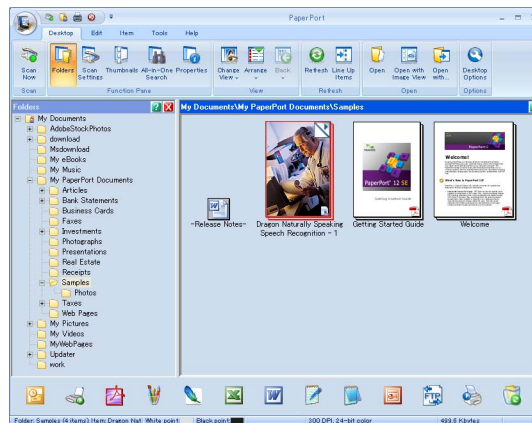 PaperPort
Desktop Edit Item Tools Help
Scan Now
Folders
Scan Settings
Thumbnails
All-in-One Search
Properties
Change View
Arrange
Back
Refresh
Line Up Items
Open
Open with Image View
Open with...
Desktop Options
Scan Function Pane View Refresh Open Options
Folders
My Documents\My PaperPort Documents\Samples
My Documents
AdobeStockPhotos
download
Msdownload
My eBooks
My Music
My PaperPort Documents
Articles
Bank Statements
Business Cards
Faxes
Investments
Photographs
Presentations
Real Estate
Receipts
Samples
Photos
Taxes
Web Pages
My Pictures
My Videos
MyWebPages
Updater
work
PaperPort 12 SE
Getting Started Guide
Welcome!
-Release Notes-
Dragon Naturally Speaking
Speech Recognition - 1
Getting Started Guide
Welcome
FTP
Folder: Samples (4 items) Item: Dragon Nat White point: Black point: 300 DPI, 24-bit color 499.6 Kbytes